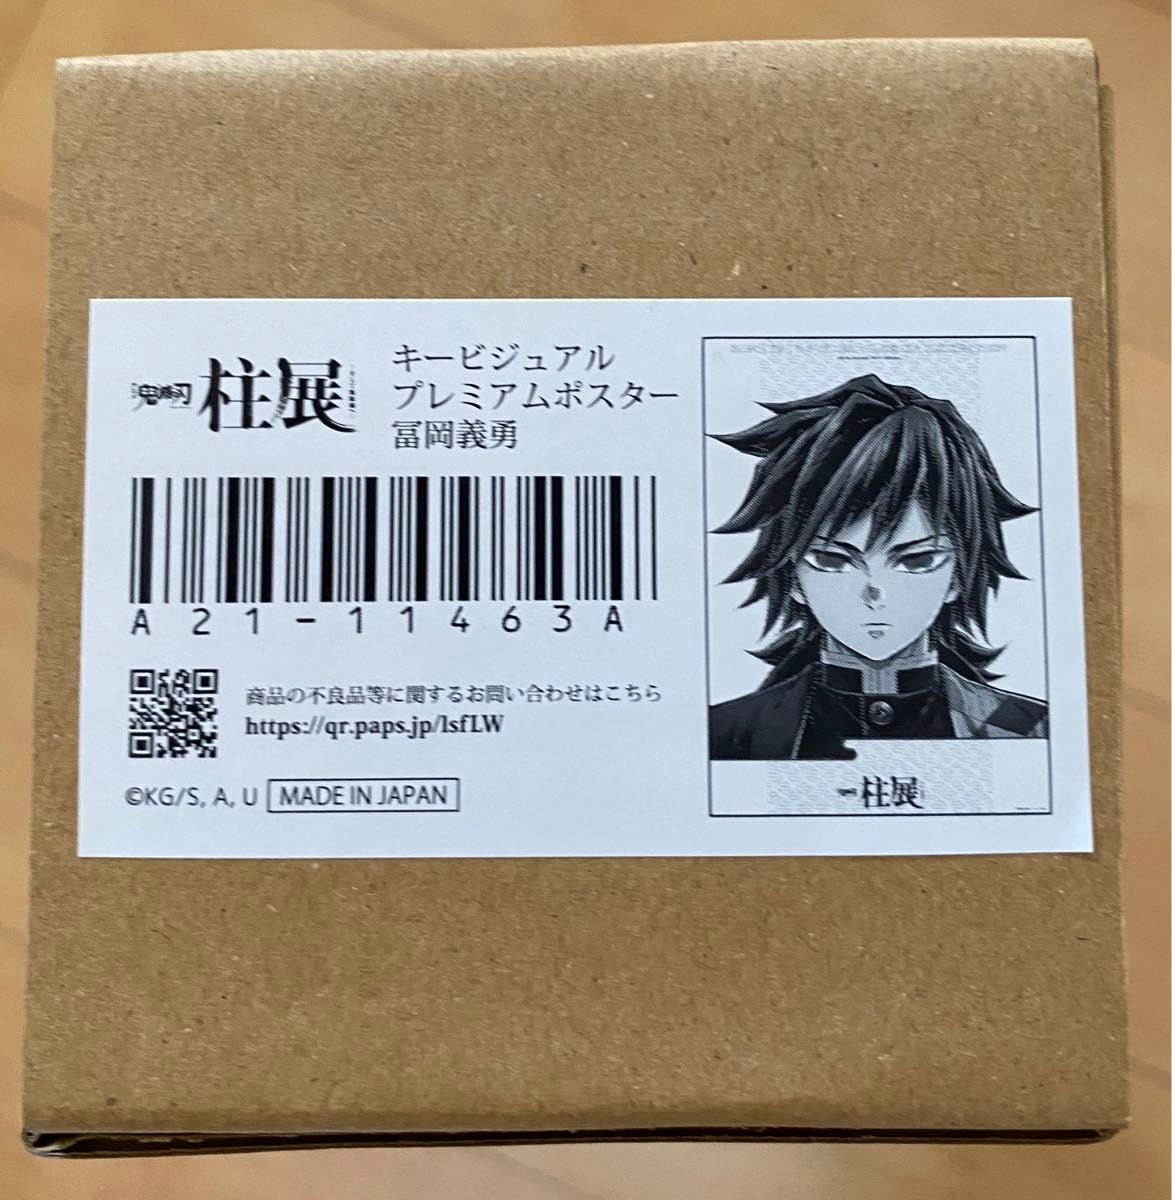 鬼滅の刃 柱展
キービジュアル
プレミアムポスター
冨岡義勇
A21-11463A
商品の不良品等に関するお問い合わせはこちら
https://qr.paps.jp/lsfLW
©KG/S, A, U MADE IN JAPAN
柱展